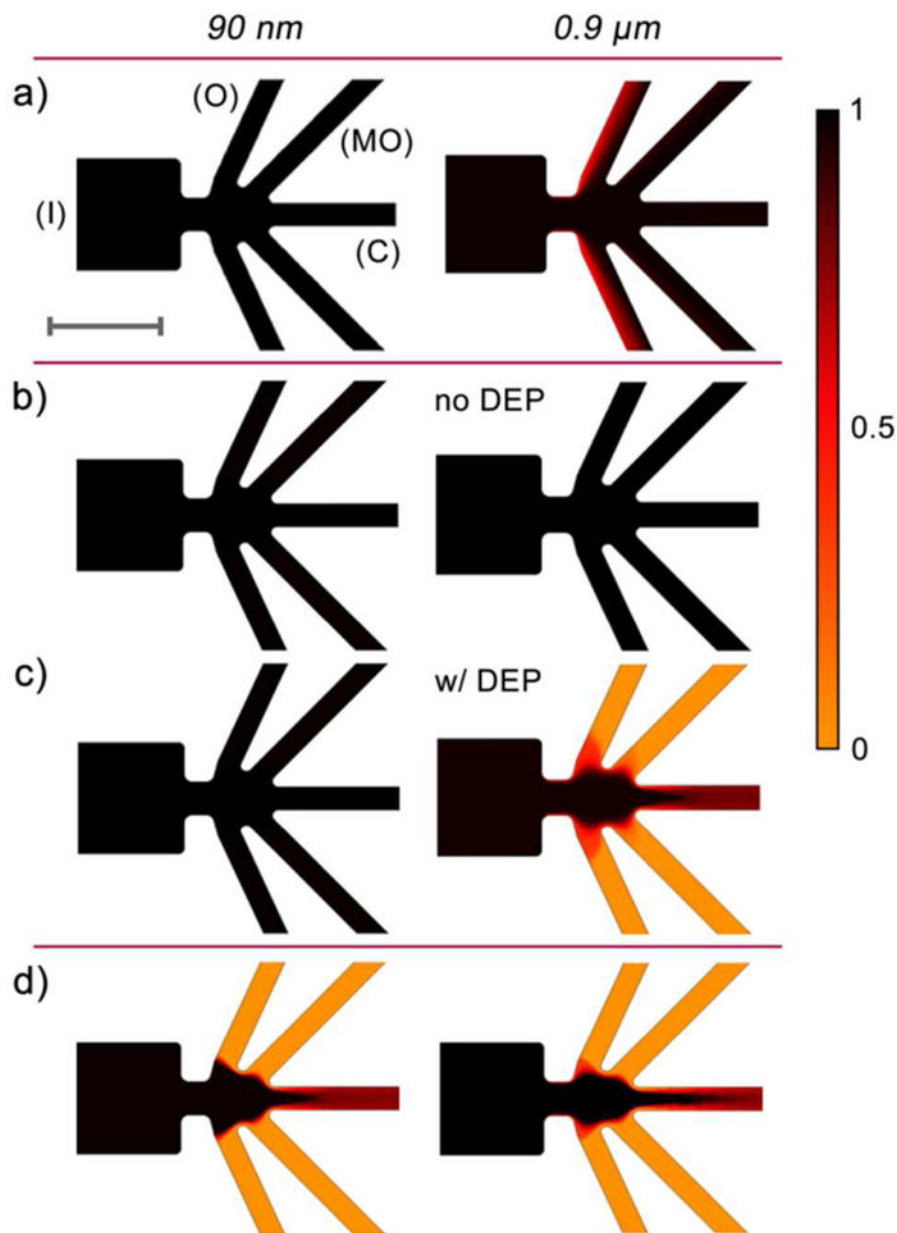 90 nm 0.9 µm
a) (O) 1
(MO)
(I)
(C)
b) no DEP
0.5
c) w/ DEP
0
d)